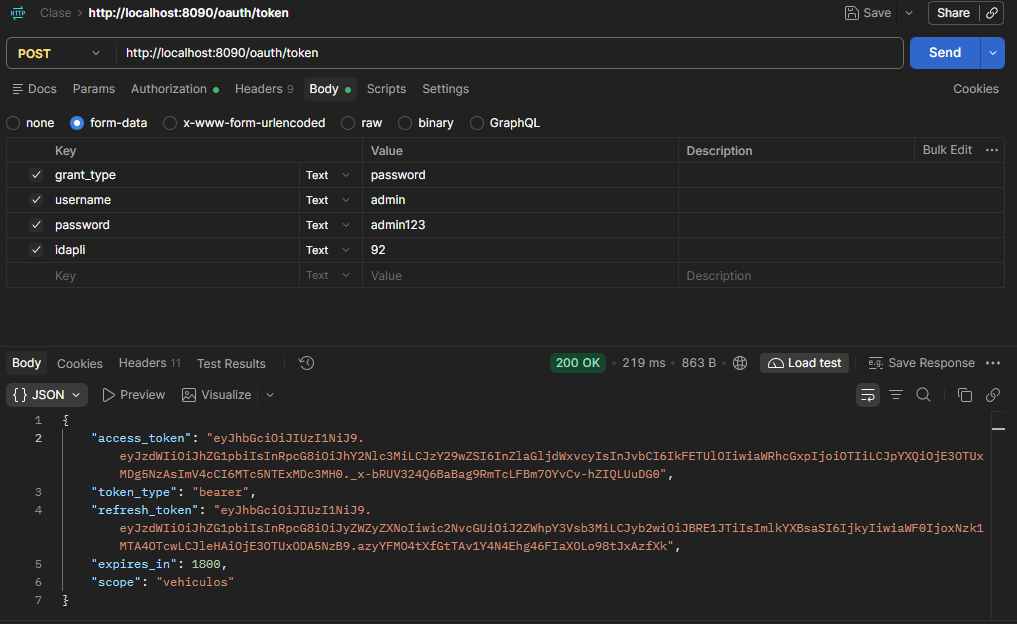 HTTP Clase > http://localhost:8090/oauth/token Save Share
POST http://localhost:8090/oauth/token Send
Docs Params Authorization Headers 9 Body Scripts Settings Cookies
none form-data x-www-form-urlencoded raw binary GraphQL
Key Value Description Bulk Edit
grant_type Text password
username Text admin
password Text admin123
idapli Text 92
Key Text Value Description
Body Cookies Headers 11 Test Results 200 OK 219 ms 863 B Load test e.g. Save Response
{} JSON Preview Visualize
1 {
2 "access_token": "eyJhbGciOiJIUzI1NiJ9.
eyJzdWIiOiJhZG1pbiIsInRpcG8iOiJhY2Nlc3MiLCJzY29wZSI6InZlaGljdWxvcyIsInJvbCI6IkFETUlOIiwiaWRhcGxpIjoiOTIiLCJpYXQiOjE3OTUx
MDg5NzAsImV4cCI6MTc5NTExMDc3MH0._x-bRUV324Q6BaBag9RmTcLFBm7OYvCv-hZIQLUuDG0",
3 "token_type": "bearer",
4 "refresh_token": "eyJhbGciOiJIUzI1NiJ9.
eyJzdWIiOiJhZG1pbiIsInRpcG8iOiJyZWZyZXNoIiwic2NvcGUiOiJ2ZWhpY3Vsb3MiLCJyb2wiOiJBRE1JTiIsImlkYXBsaSI6IjkyIiwiaWF0IjoxNzk1
MTA4OTcwLCJleHAiOjE3OTUxODA5NzB9.azyYFMO4tXfGtTAv1Y4N4Ehg46FIaXOLo98tJxAzfXk",
5 "expires_in": 1800,
6 "scope": "vehiculos"
7 }